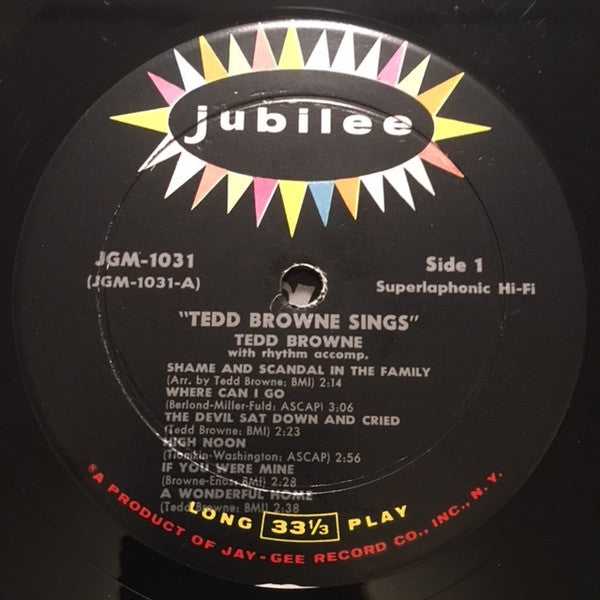 jubilee
JGM-1031
(JGM-1031-A)
Side 1
Superlaphonic Hi-Fi
"TEDD BROWNE SINGS"
TEDD BROWNE
with rhythm accomp.
SHAME AND SCANDAL IN THE FAMILY
(Arr. by Tedd Browne: BMI) 2:14
WHERE CAN I GO
(Berland-Miller-Fuld: ASCAP) 3:06
THE DEVIL SAT DOWN AND CRIED
(Tedd Browne: BMI) 2:23
HIGH NOON
(Tiomkin-Washington: ASCAP) 2:56
IF YOU WERE MINE
(Browne-Enos: BMI) 2:28
A WONDERFUL HOME
(Tedd Browne: BMI) 2:38
LONG 33⅓ PLAY
*A PRODUCT OF JAY-GEE RECORD CO., INC., N. Y.